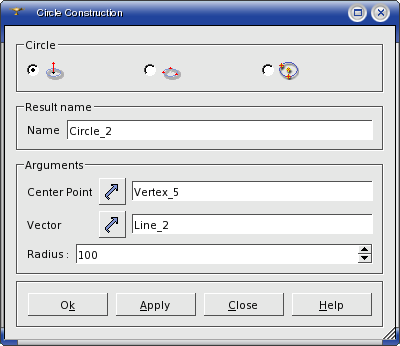 Circle Construction
Circle
Result name
Name Circle_2
Arguments
Center Point Vertex_5
Vector Line_2
Radius : 100
Ok Apply Close Help